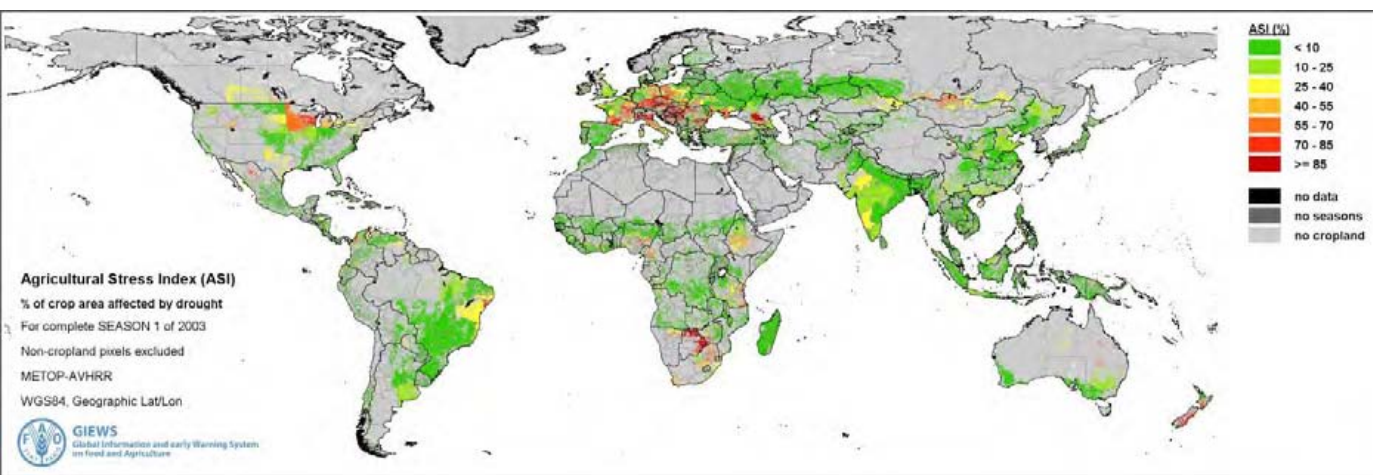 ASI (%)
< 10
10 - 25
25 - 40
40 - 55
55 - 70
70 - 85
>= 85
no data
no seasons
no cropland
Agricultural Stress Index (ASI)
% of crop area affected by drought
For complete SEASON 1 of 2003
Non-cropland pixels excluded
METOP-AVHRR
WGS84, Geographic Lat/Lon
GIEWS
Global Information and early Warning System
on Food and Agriculture